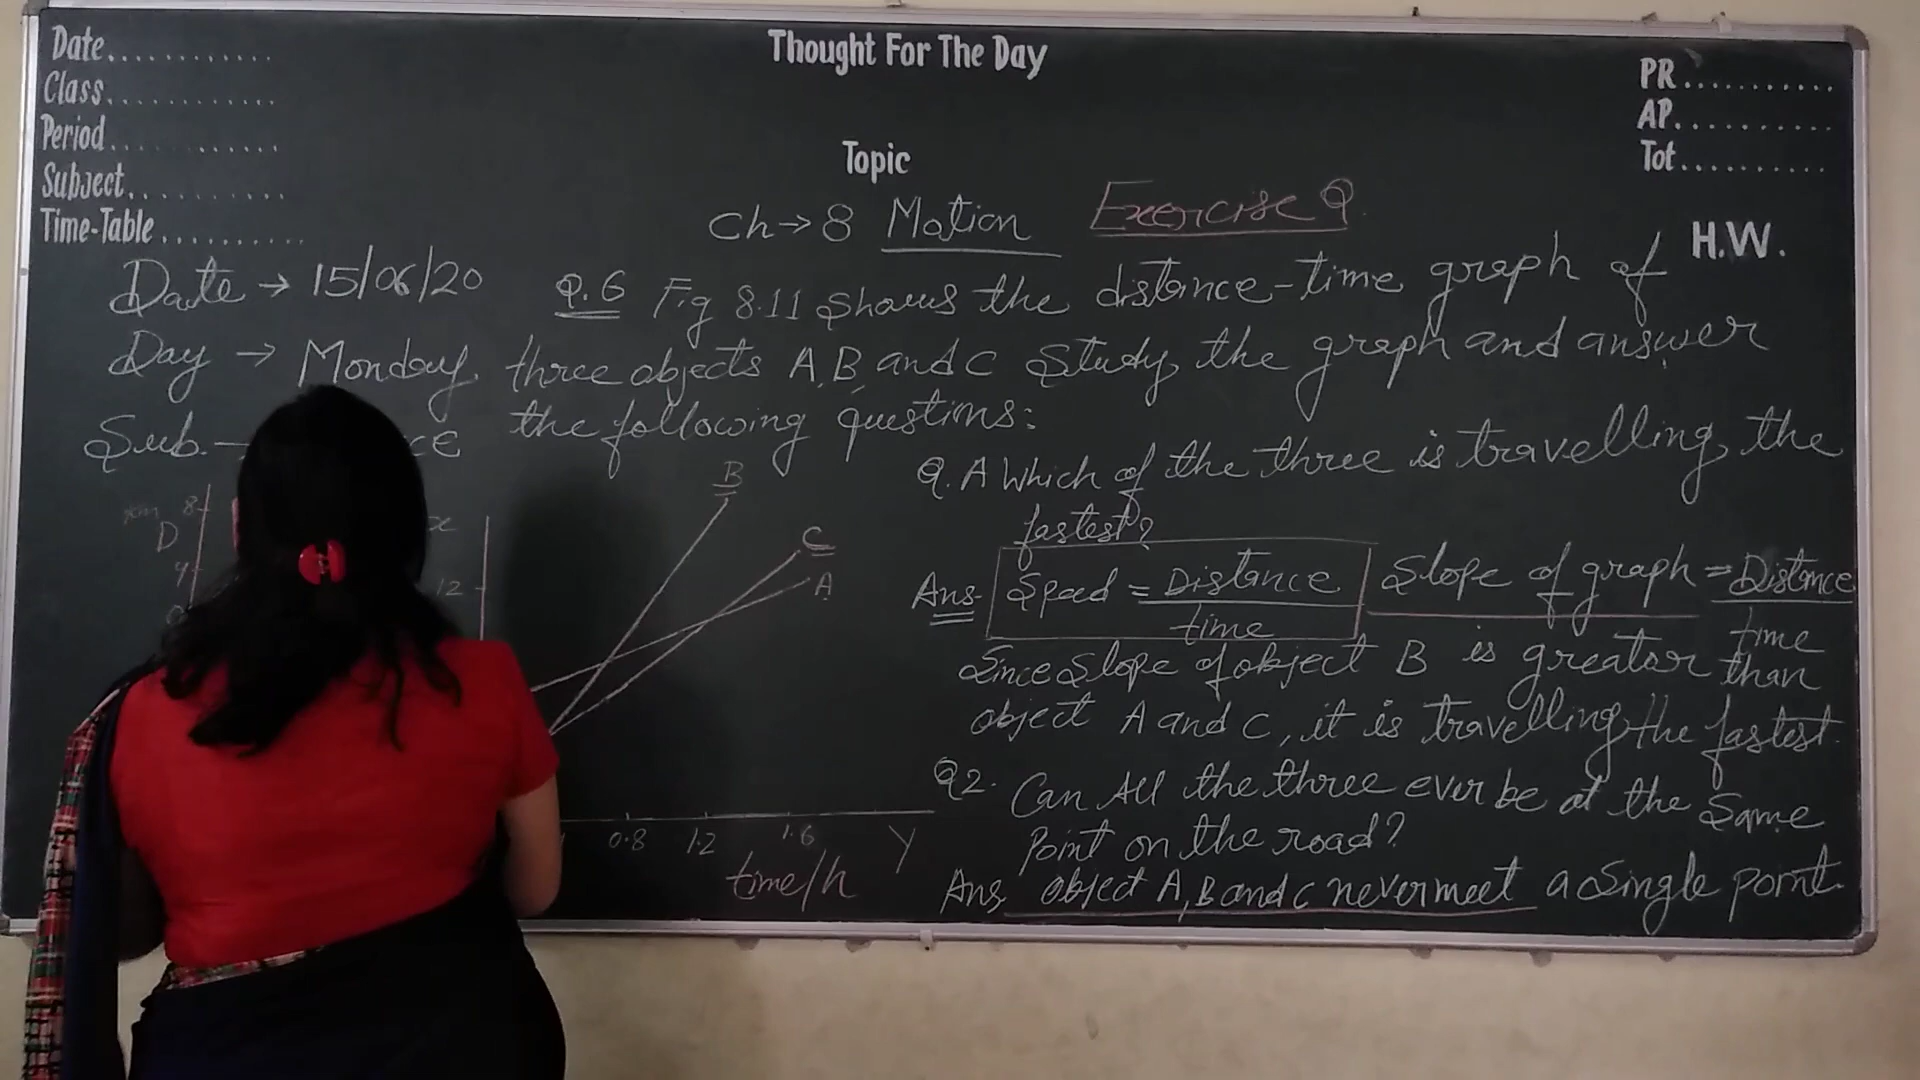 Date............
Class............
Period............
Subject...........
Time-Table..........
Thought For The Day
PR...........
AP...........
Tot...........
Topic
Ch→8 Motion Exercise Q.
H.W.
Date → 15/06/20
Day → Monday
Sub.
Q.6 Fig 8.11 Shows the distance-time graph of
three objects A, B, and C Study the graph and answer
the following questions:
km
D
8
4
0
12
B
C
A
0.8 1.2 1.6 Y
time/h
Q. A Which of the three is travelling the
fastest?
Ans. Speed = Distance/time Slope of graph = Distance/time
Since slope of object B is greater than
object A and C, it is travelling the fastest.
Q2. Can All the three ever be at the same
Point on the road?
Ans. object A, B and C never meet a single point.